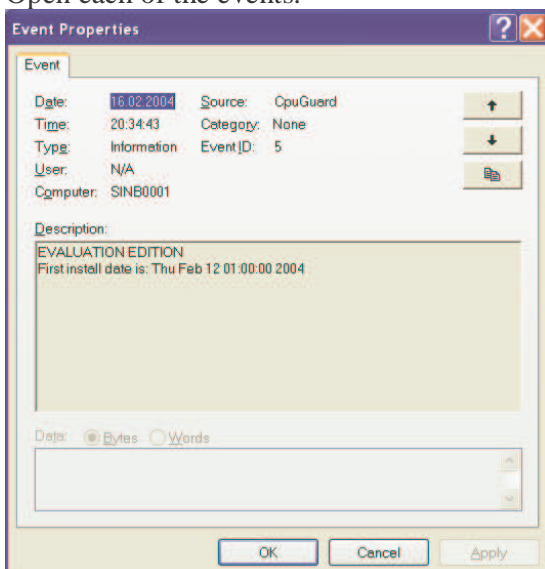 Open each of the events.
Event Properties
Event
Date: 16.02.2004 Source: CpuGuard
Time: 20:34:43 Category: None
Type: Information Event ID: 5
User: N/A
Computer: SINB0001
Description:
EVALUATION EDITION
First install date is: Thu Feb 12 01:00:00 2004
Data: Bytes Words
OK Cancel Apply